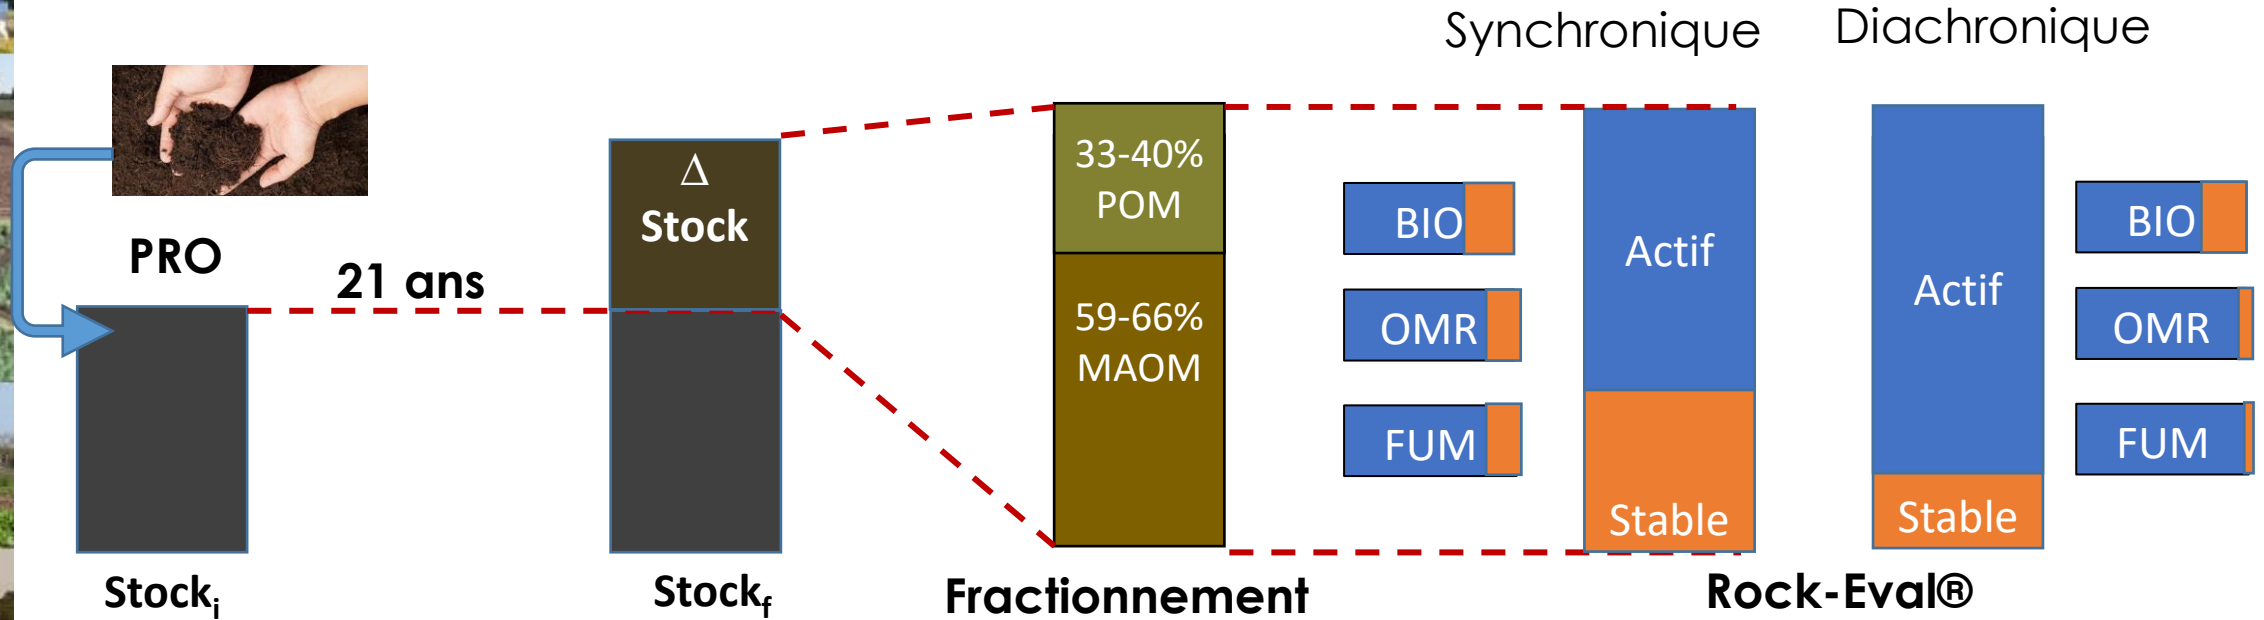 Synchronique
Diachronique
PRO
21 ans
Δ
Stock
33-40%
POM
59-66%
MAOM
BIO
OMR
FUM
Actif
Stable
Actif
Stable
BIO
OMR
FUM
Stocki
Stockf
Fractionnement
Rock-Eval®